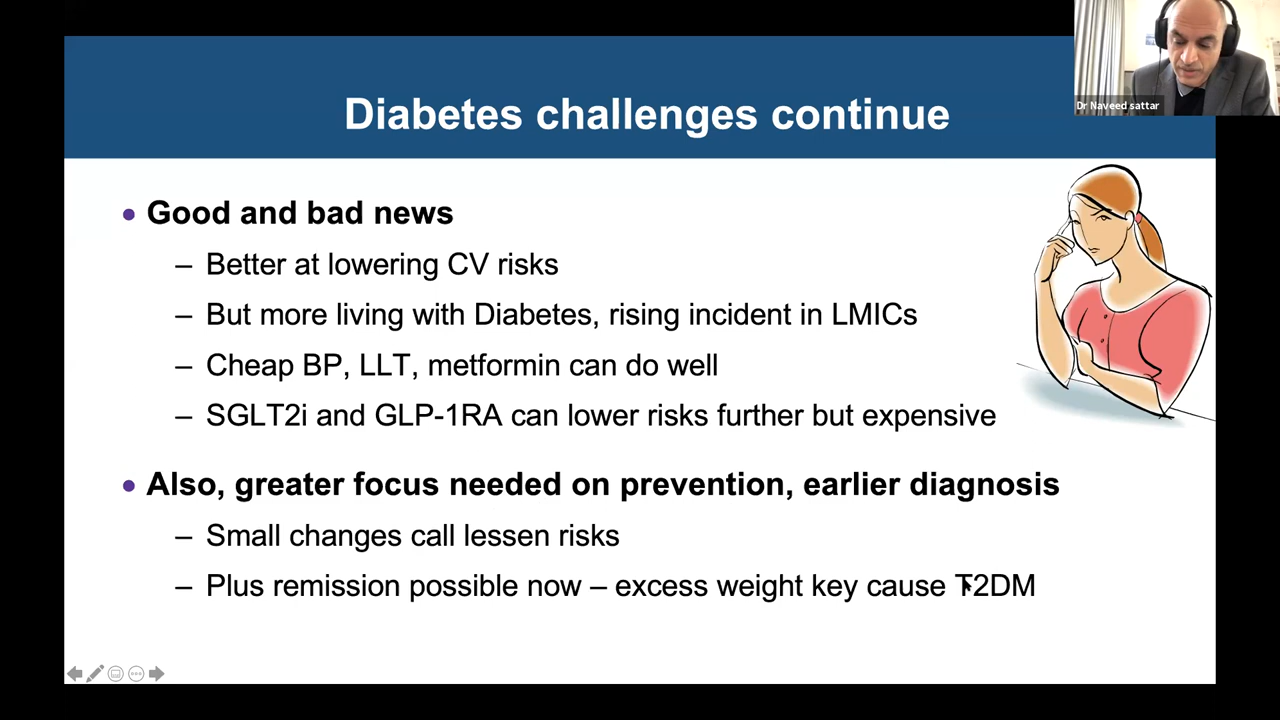 Dr Naveed sattar
Diabetes challenges continue
• Good and bad news
– Better at lowering CV risks
– But more living with Diabetes, rising incident in LMICs
– Cheap BP, LLT, metformin can do well
– SGLT2i and GLP-1RA can lower risks further but expensive
• Also, greater focus needed on prevention, earlier diagnosis
– Small changes call lessen risks
– Plus remission possible now – excess weight key cause T2DM